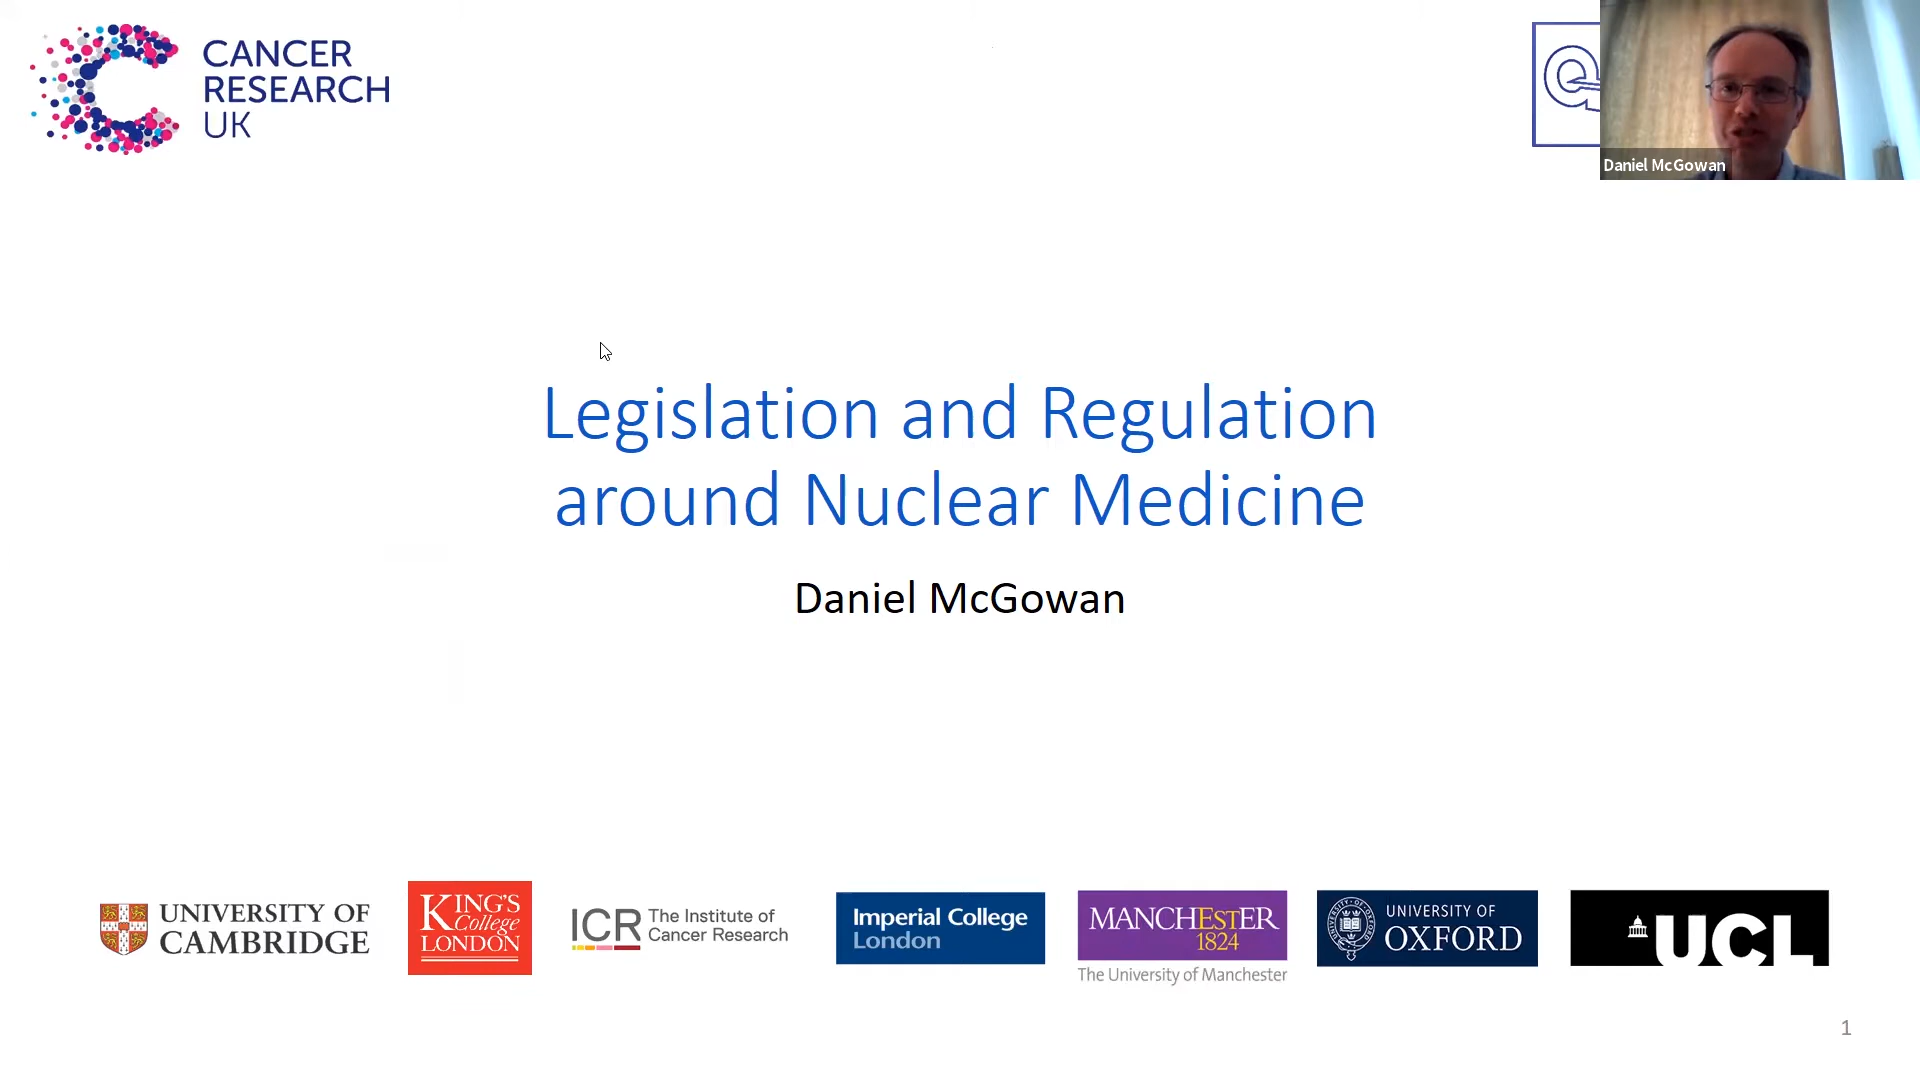 CANCER
RESEARCH
UK
Daniel McGowan
Legislation and Regulation
around Nuclear Medicine
Daniel McGowan
UNIVERSITY OF
CAMBRIDGE
KING'S
College
LONDON
ICR The Institute of
Cancer Research
Imperial College
London
MANCHESTER
1824
The University of Manchester
UNIVERSITY OF
OXFORD
UCL
1